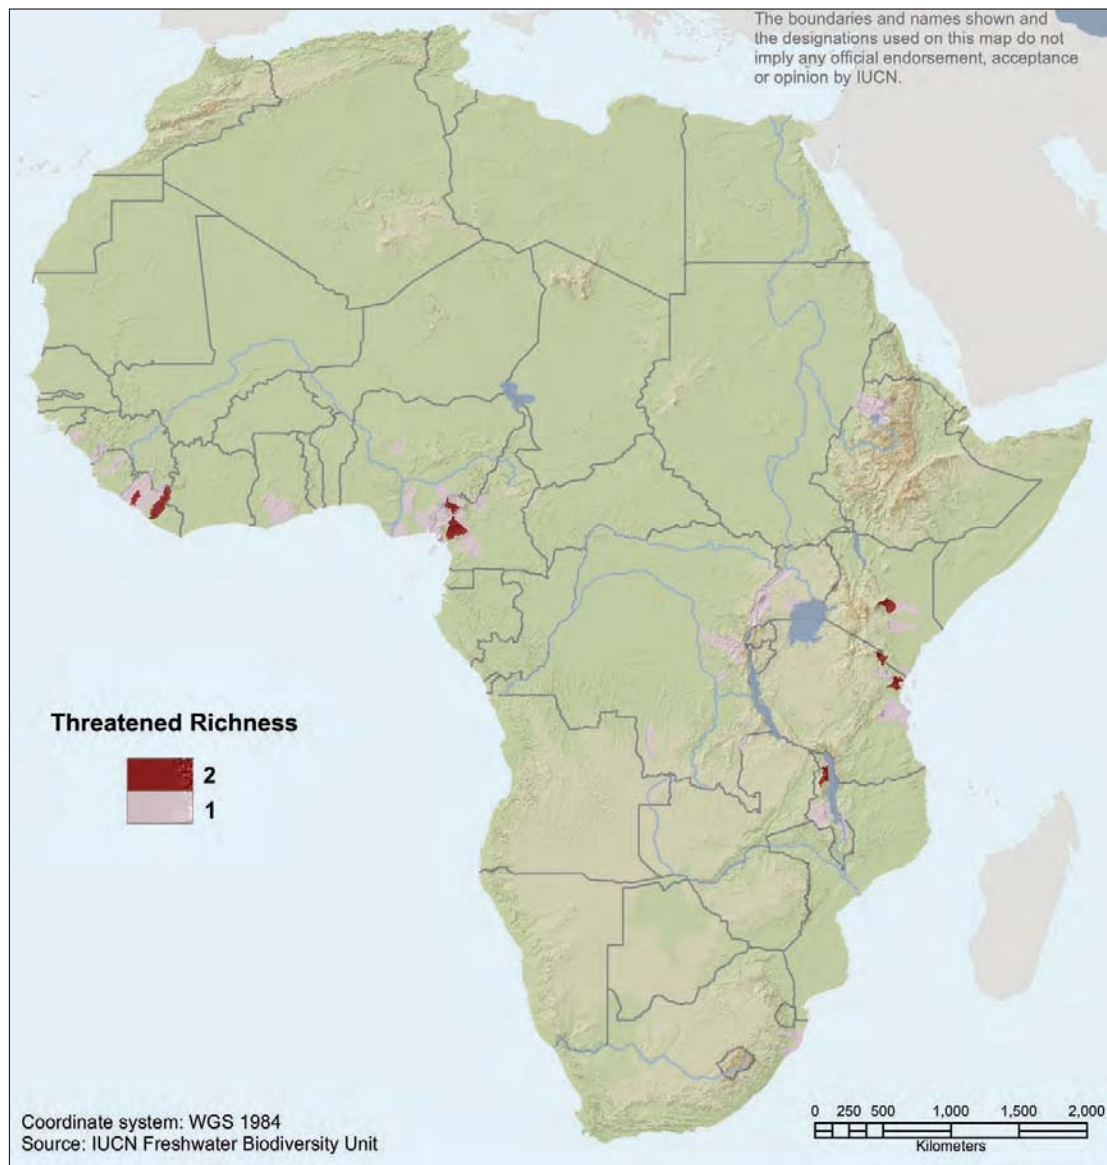 The boundaries and names shown and
the designations used on this map do not
imply any official endorsement, acceptance
or opinion by IUCN.
Threatened Richness
2
1
Coordinate system: WGS 1984
Source: IUCN Freshwater Biodiversity Unit
0 250 500 1,000 1,500 2,000
Kilometers